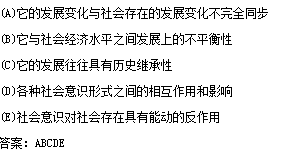 (A)它的发展变化与社会存在的发展变化不完全同步
(B)它与社会经济水平之间发展上的不平衡性
(C)它的发展往往具有历史继承性
(D)各种社会意识形式之间的相互作用和影响
(E)社会意识对社会存在具有能动的反作用
答案：ABCDE